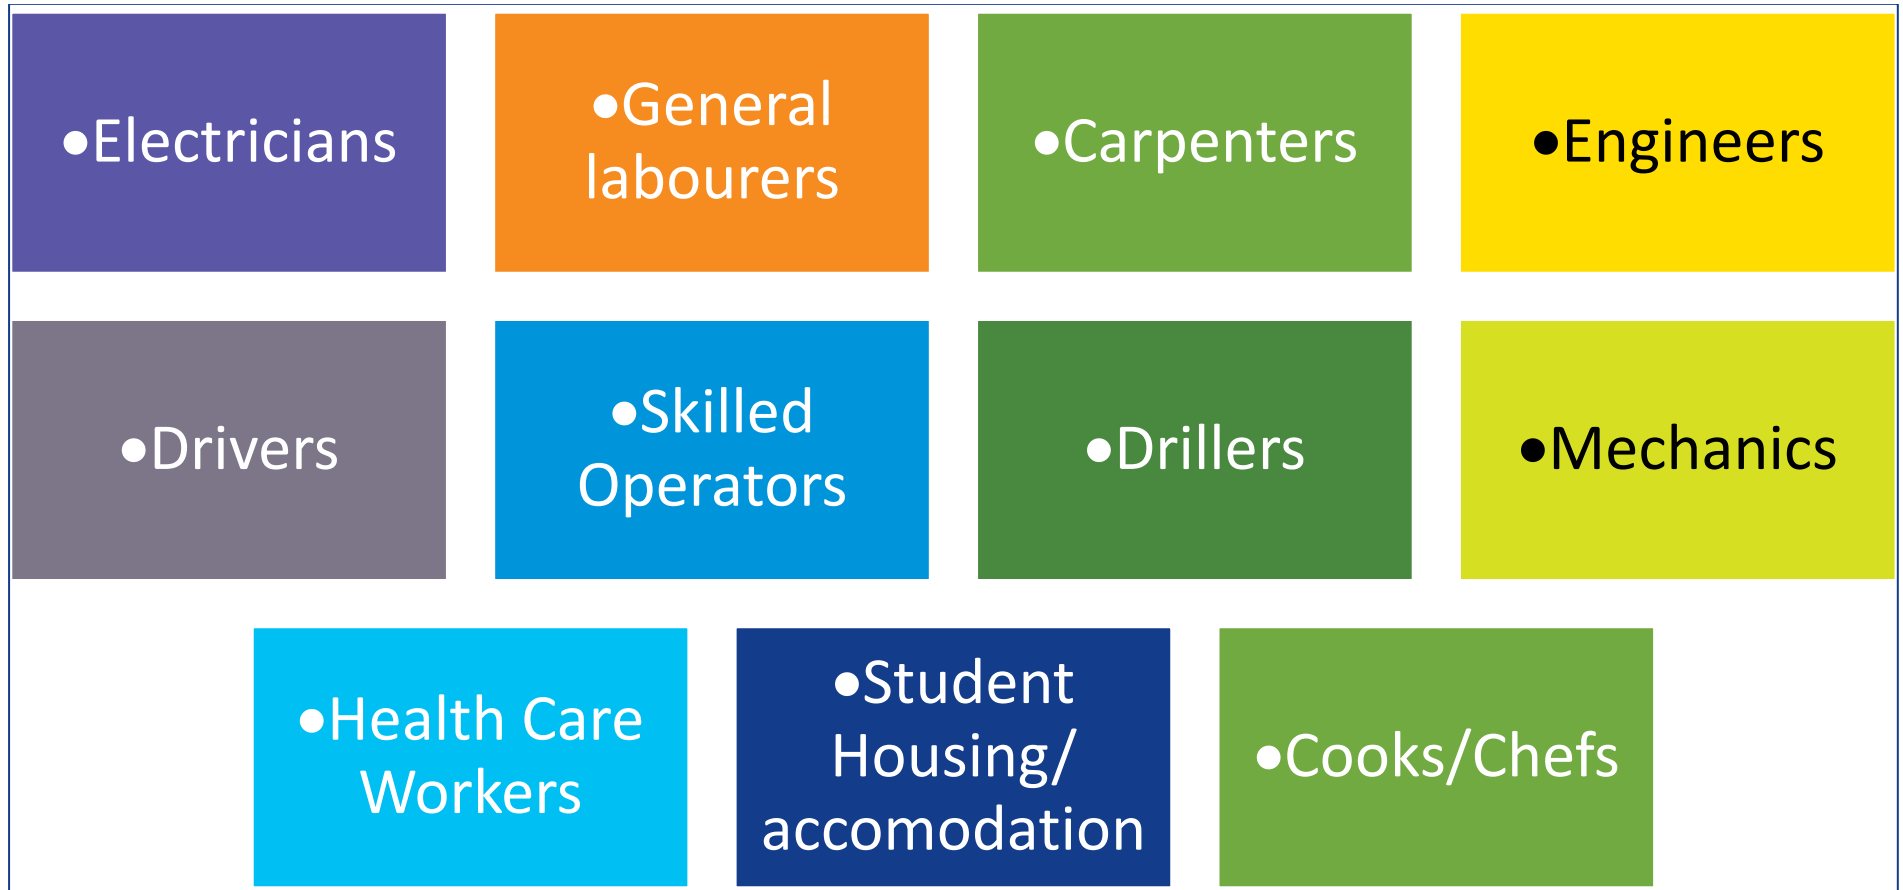 •Electricians
•General
labourers
•Carpenters
•Engineers
•Drivers
•Skilled
Operators
•Drillers
•Mechanics
•Health Care
Workers
•Student
Housing/
accomodation
•Cooks/Chefs